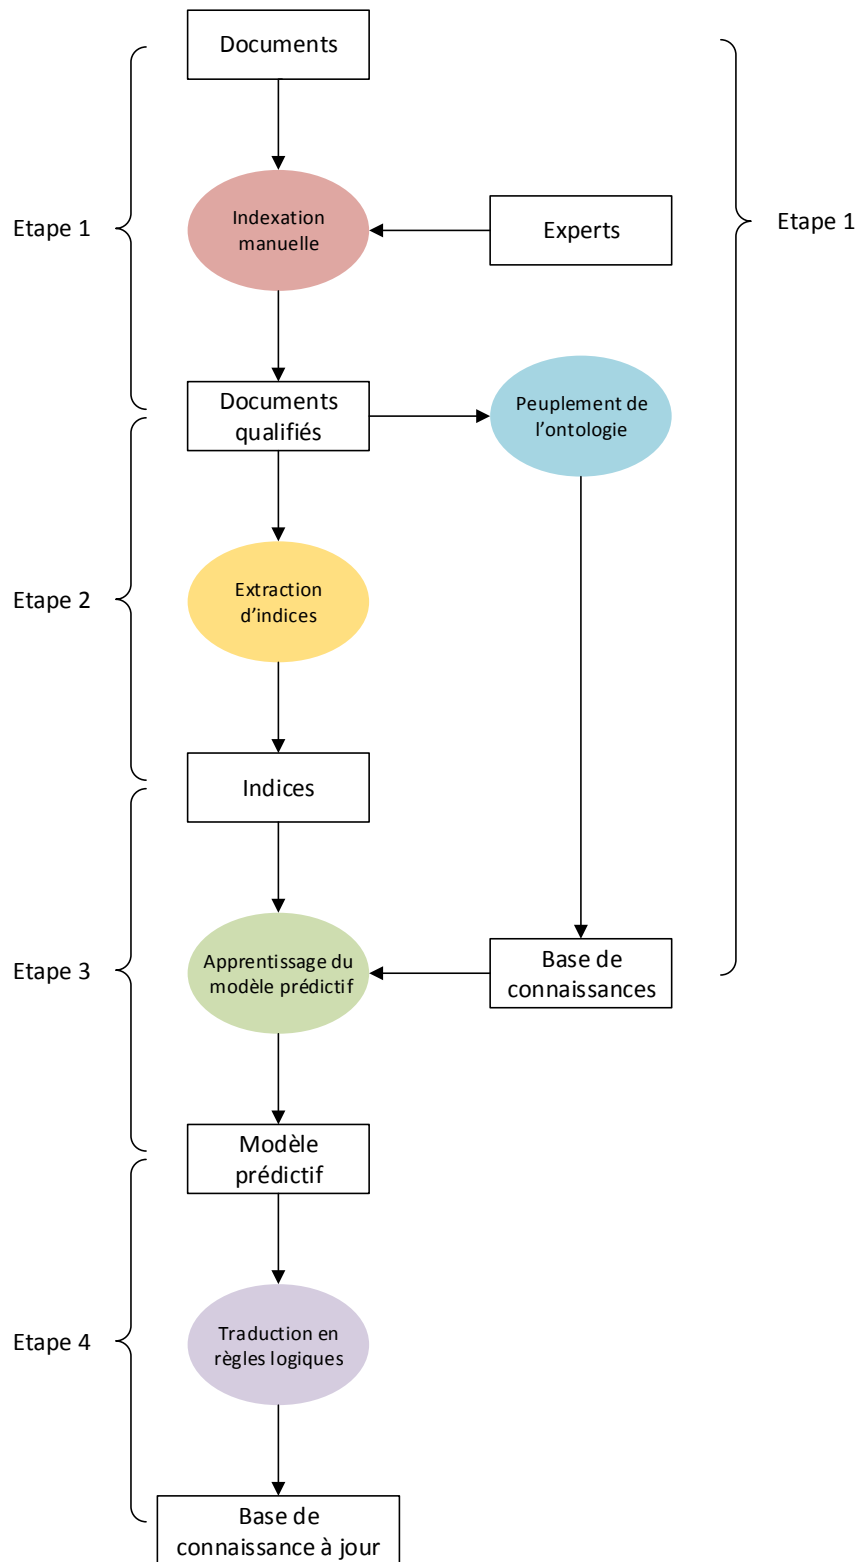 Documents
Etape 1
Indexation
manuelle
Experts
Etape 1
Documents
qualifiés
Peuplement de
l’ontologie
Etape 2
Extraction
d’indices
Indices
Etape 3
Apprentissage du
modèle prédictif
Base de
connaissances
Modèle
prédictif
Etape 4
Traduction en
règles logiques
Base de
connaissance à jour